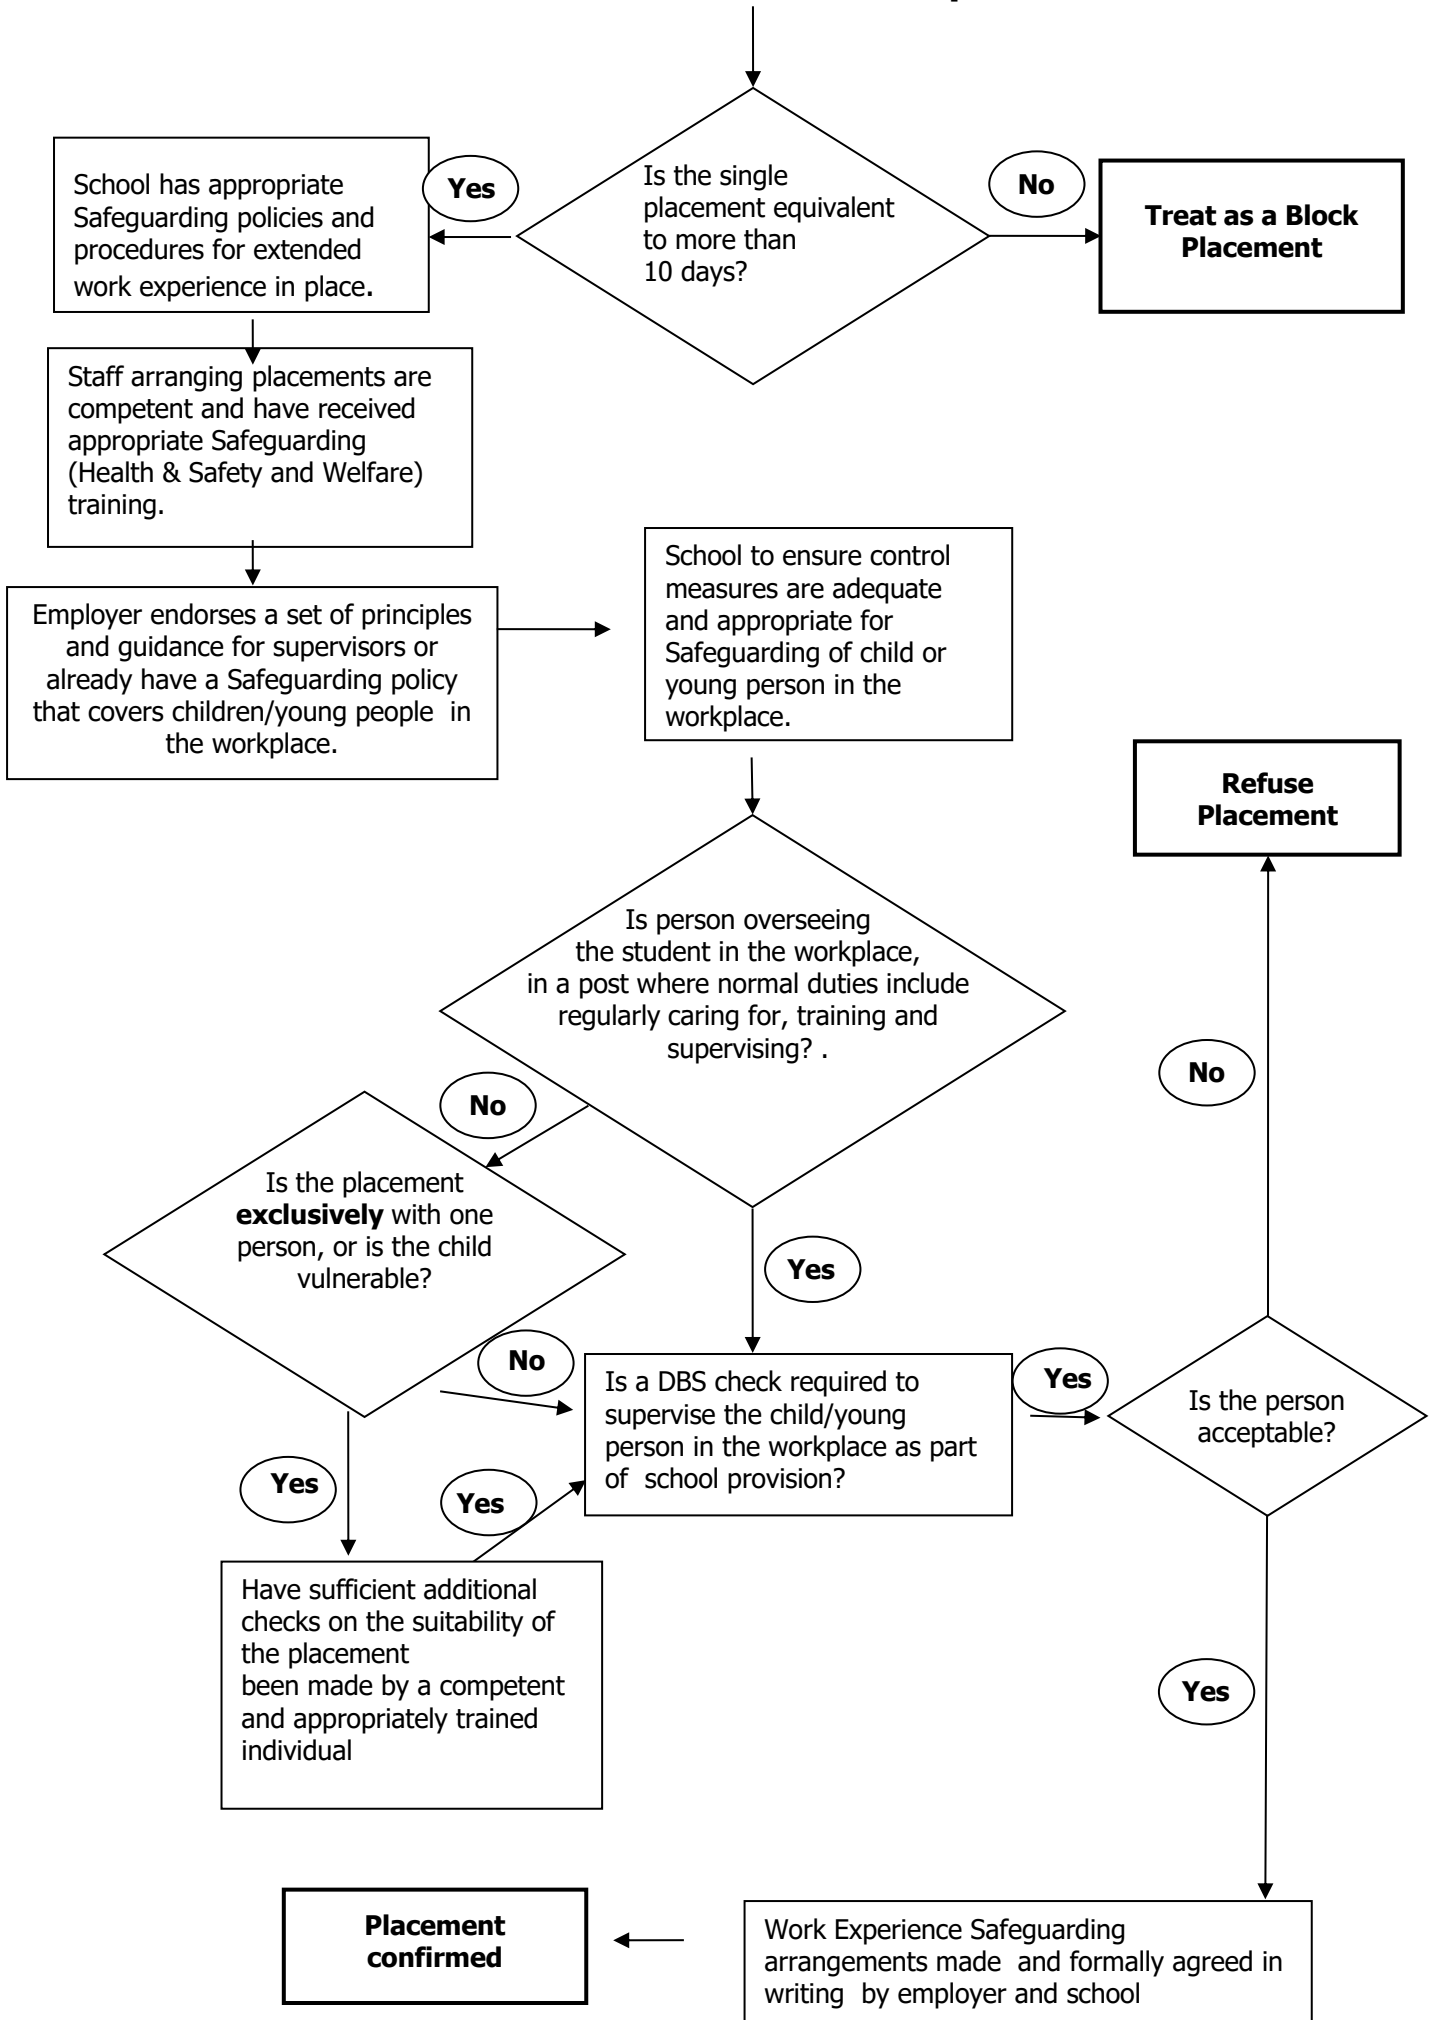 Is the single
placement equivalent
to more than
10 days?
Yes
No
School has appropriate
Safeguarding policies and
procedures for extended
work experience in place.
Treat as a Block
Placement
Staff arranging placements are
competent and have received
appropriate Safeguarding
(Health & Safety and Welfare)
training.
Employer endorses a set of principles
and guidance for supervisors or
already have a Safeguarding policy
that covers children/young people in
the workplace.
School to ensure control
measures are adequate
and appropriate for
Safeguarding of child or
young person in the
workplace.
Refuse
Placement
Is person overseeing
the student in the workplace,
in a post where normal duties include
regularly caring for, training and
supervising? .
No
No
Is the placement
exclusively with one
person, or is the child
vulnerable?
Yes
No
Is a DBS check required to
supervise the child/young
person in the workplace as part
of school provision?
Yes
Is the person
acceptable?
Yes
Yes
Have sufficient additional
checks on the suitability of
the placement
been made by a competent
and appropriately trained
individual
Yes
Placement
confirmed
Work Experience Safeguarding
arrangements made and formally agreed in
writing by employer and school